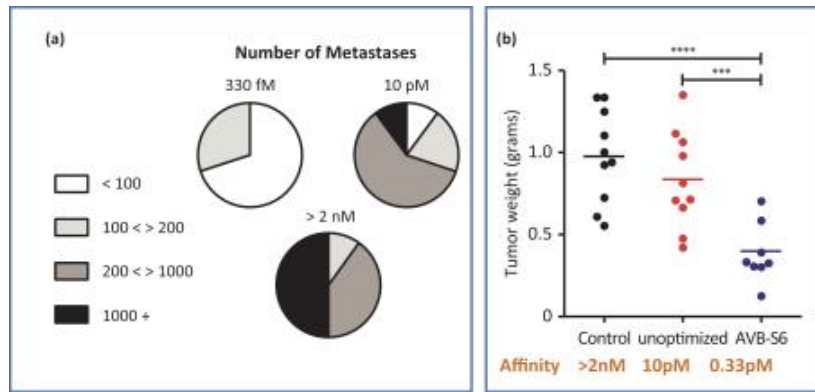 (a)
Number of Metastases
330 fM
10 pM
> 2 nM
< 100
100 < > 200
200 < > 1000
1000 +
(b)
****
***
1.5
1.0
0.5
0
Tumor weight (grams)
Control unoptimized AVB-S6
Affinity >2nM 10pM 0.33pM